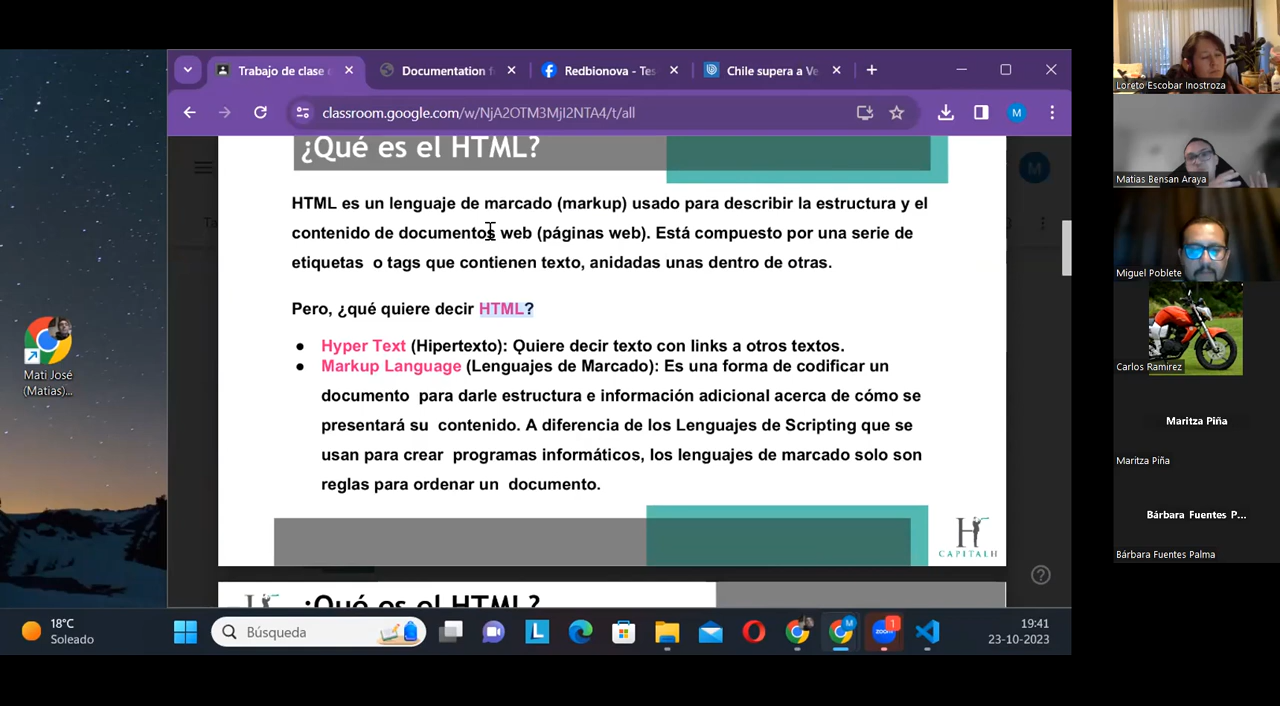 Trabajo de clase
Documentation f
Redbionova - Tes
Chile supera a Ve
classroom.google.com/w/NjA2OTM3MjI2NTA4/t/all
M
¿Qué es el HTML?
M
HTML es un lenguaje de marcado (markup) usado para describir la estructura y el
contenido de documentos web (páginas web). Está compuesto por una serie de
etiquetas o tags que contienen texto, anidadas unas dentro de otras.
Pero, ¿qué quiere decir HTML?
● Hyper Text (Hipertexto): Quiere decir texto con links a otros textos.
● Markup Language (Lenguajes de Marcado): Es una forma de codificar un
documento para darle estructura e información adicional acerca de cómo se
presentará su contenido. A diferencia de los Lenguajes de Scripting que se
usan para crear programas informáticos, los lenguajes de marcado solo son
reglas para ordenar un documento.
H
CAPITALH
¿Qué es el HTML?
Mati José
(Matias)...
18°C
Soleado
Búsqueda
L
zoom
1
19:41
23-10-2023
Loreto Escobar Inostroza
Matias Bensan Araya
Miguel Poblete
Carlos Ramirez
Maritza Piña
Maritza Piña
Bárbara Fuentes P...
Bárbara Fuentes Palma